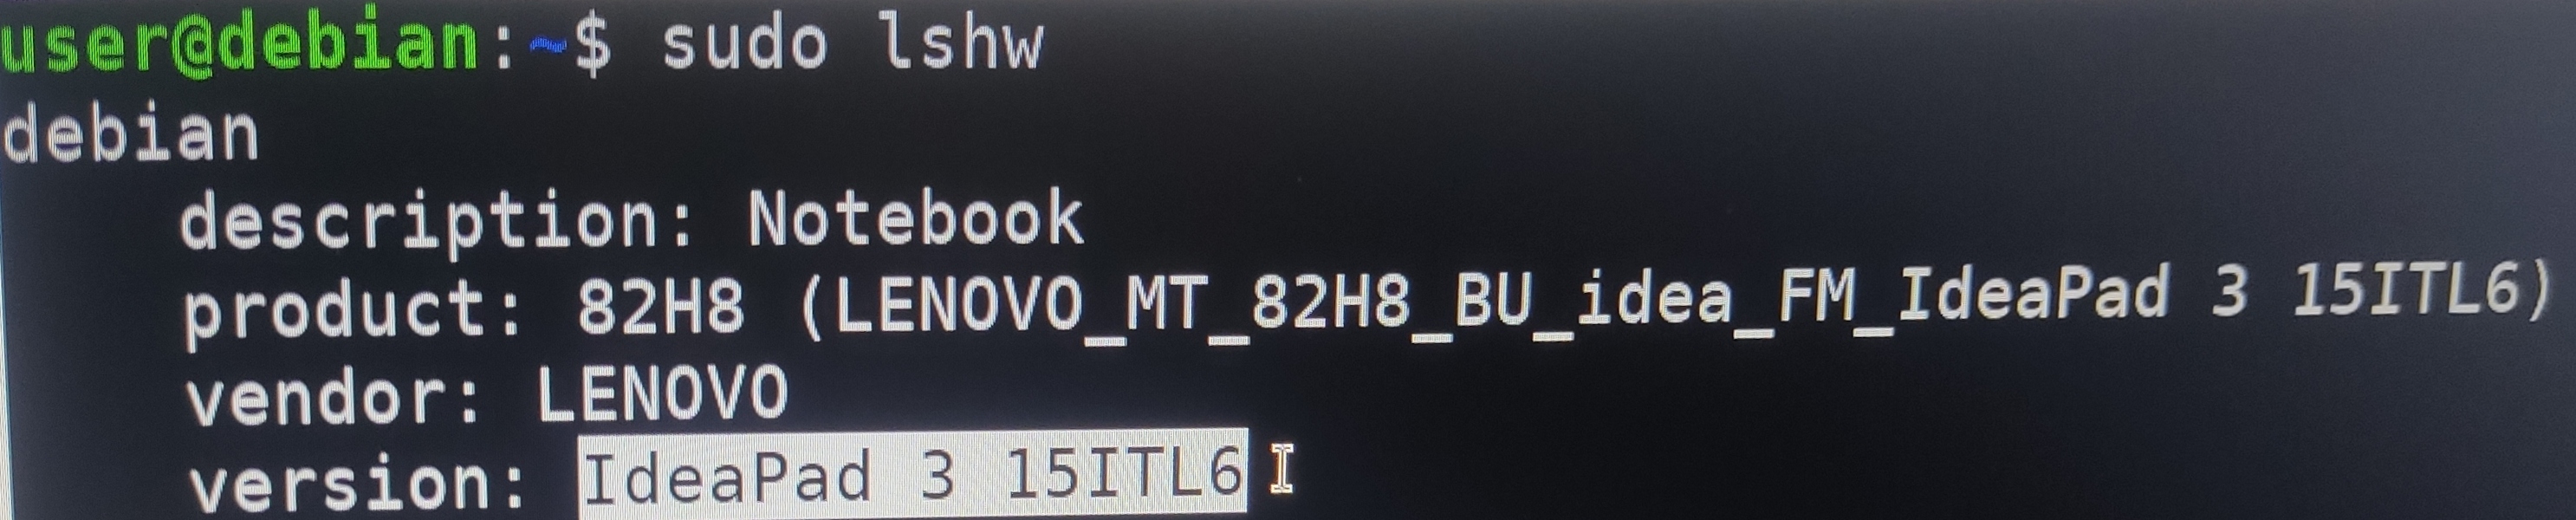 user@debian:~$ sudo lshw
debian
description: Notebook
product: 82H8 (LENOVO_MT_82H8_BU_idea_FM_IdeaPad 3 15ITL6)
vendor: LENOVO
version: IdeaPad 3 15ITL6